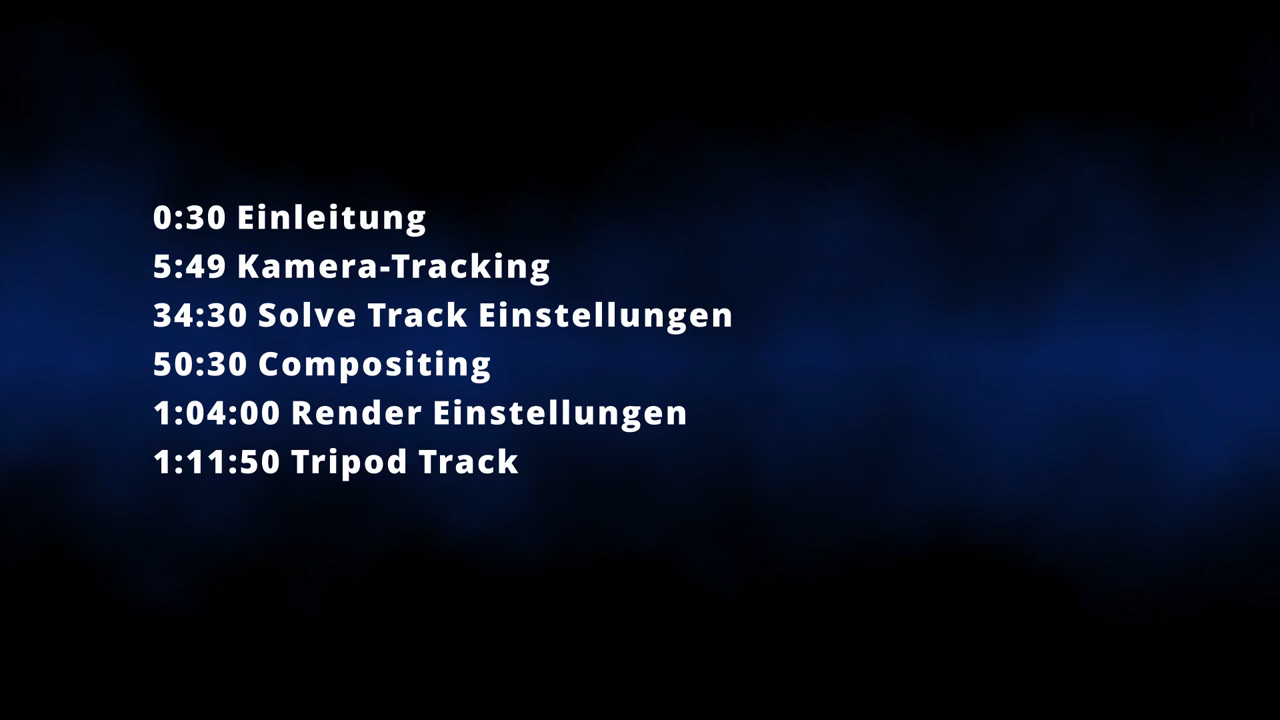 0:30 Einleitung
5:49 Kamera-Tracking
34:30 Solve Track Einstellungen
50:30 Compositing
1:04:00 Render Einstellungen
1:11:50 Tripod Track